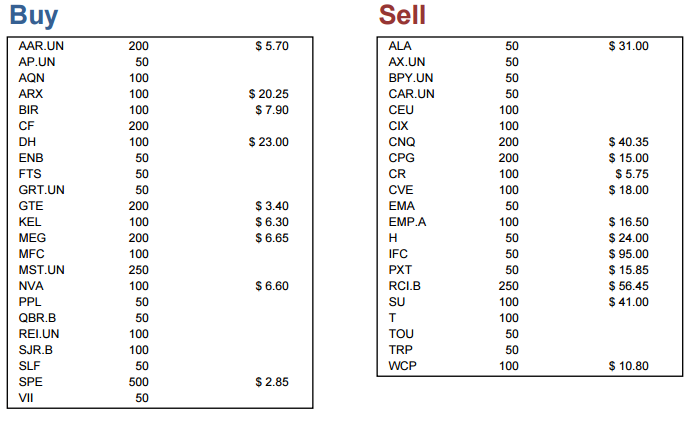 Buy
AAR.UN 200 $ 5.70
AP.UN 50
AQN 100
ARX 100 $ 20.25
BIR 100 $ 7.90
CF 200
DH 100 $ 23.00
ENB 50
FTS 50
GRT.UN 50
GTE 200 $ 3.40
KEL 100 $ 6.30
MEG 200 $ 6.65
MFC 100
MST.UN 250
NVA 100 $ 6.60
PPL 50
QBR.B 50
REI.UN 100
SJR.B 100
SLF 50
SPE 500 $ 2.85
VII 50
Sell
ALA 50 $ 31.00
AX.UN 50
BPY.UN 50
CAR.UN 50
CEU 100
CIX 100
CNQ 200 $ 40.35
CPG 200 $ 15.00
CR 100 $ 5.75
CVE 100 $ 18.00
EMA 50
EMP.A 100 $ 16.50
H 50 $ 24.00
IFC 50 $ 95.00
PXT 50 $ 15.85
RCI.B 250 $ 56.45
SU 100 $ 41.00
T 100
TOU 50
TRP 50
WCP 100 $ 10.80